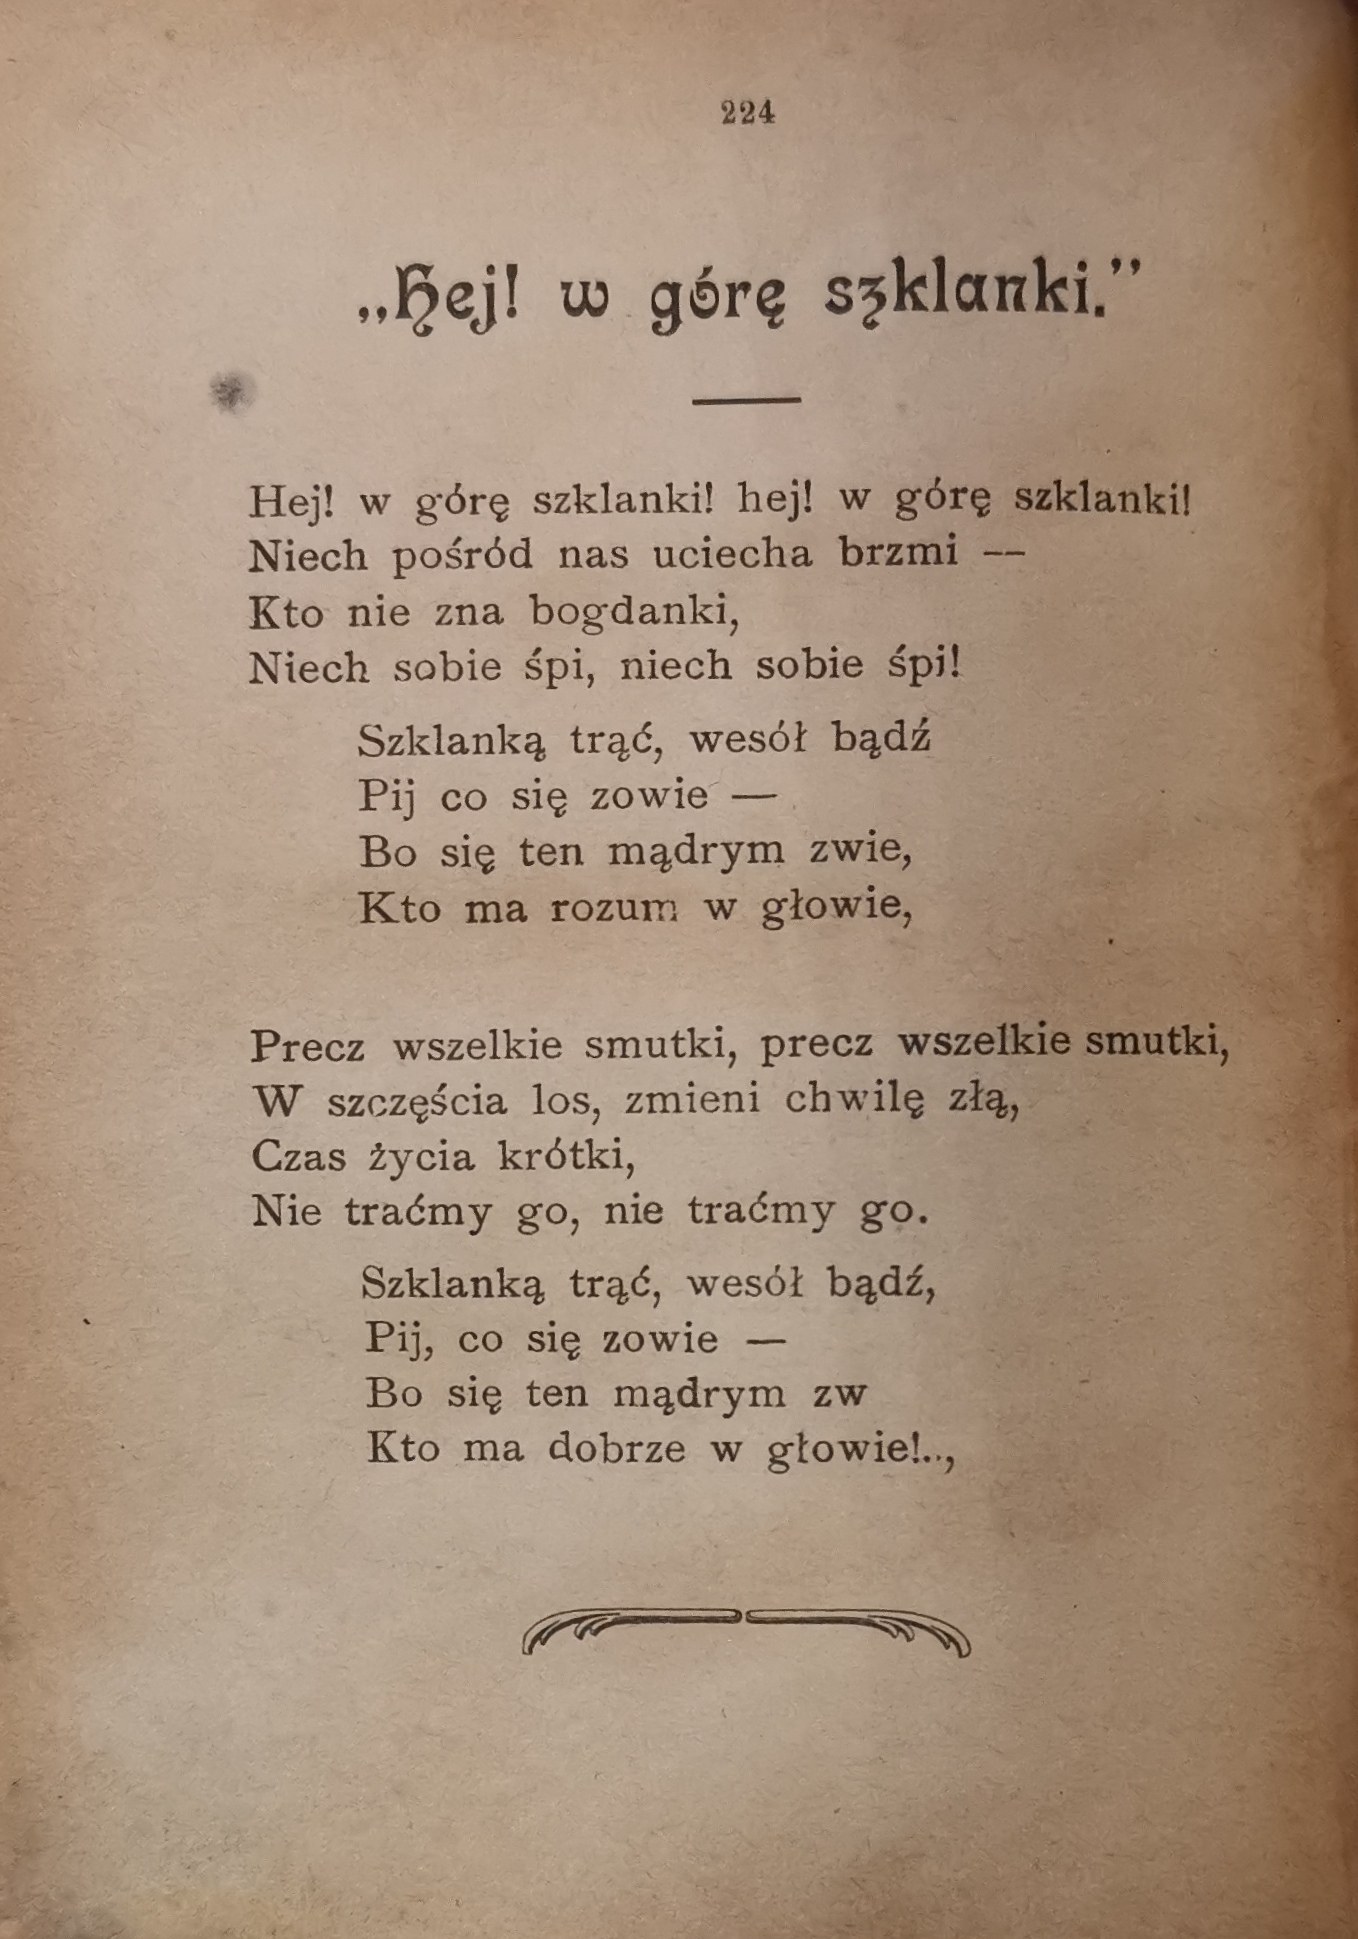 224
„Hej! w górę szklanki.”
Hej! w górę szklanki! hej! w górę szklanki!
Niech pośród nas uciecha brzmi —
Kto nie zna bogdanki,
Niech sobie śpi, niech sobie śpi!
Szklanką trąć, wesół bądź
Pij co się zowie —
Bo się ten mądrym zwie,
Kto ma rozum w głowie,
Precz wszelkie smutki, precz wszelkie smutki,
W szczęścia los, zmieni chwilę złą,
Czas życia krótki,
Nie traćmy go, nie traćmy go.
Szklanką trąć, wesół bądź,
Pij, co się zowie —
Bo się ten mądrym zw
Kto ma dobrze w głowie!..,